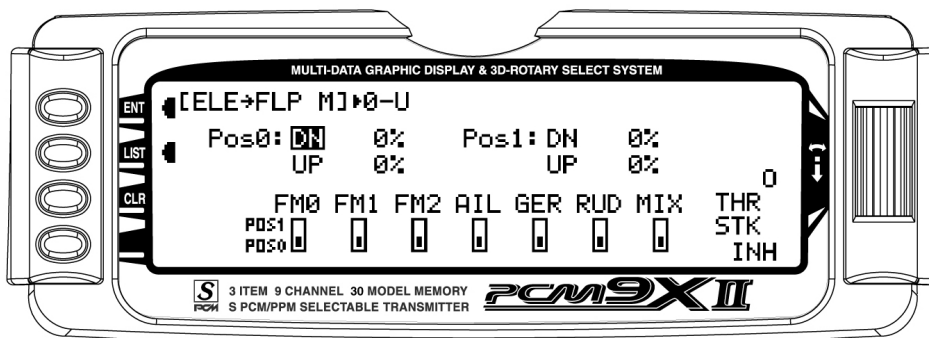 MULTI-DATA GRAPHIC DISPLAY & 3D-ROTARY SELECT SYSTEM
ENT
LIST
CLR
[ELE→FLP M]▸0-U
Pos0: DN 0% Pos1: DN 0%
UP 0% UP 0%
FM0 FM1 FM2 AIL GER RUD MIX
POS1
POS0
0
THR
STK
INH
S PCM
3 ITEM 9 CHANNEL 30 MODEL MEMORY
S PCM/PPM SELECTABLE TRANSMITTER
PCM9XII